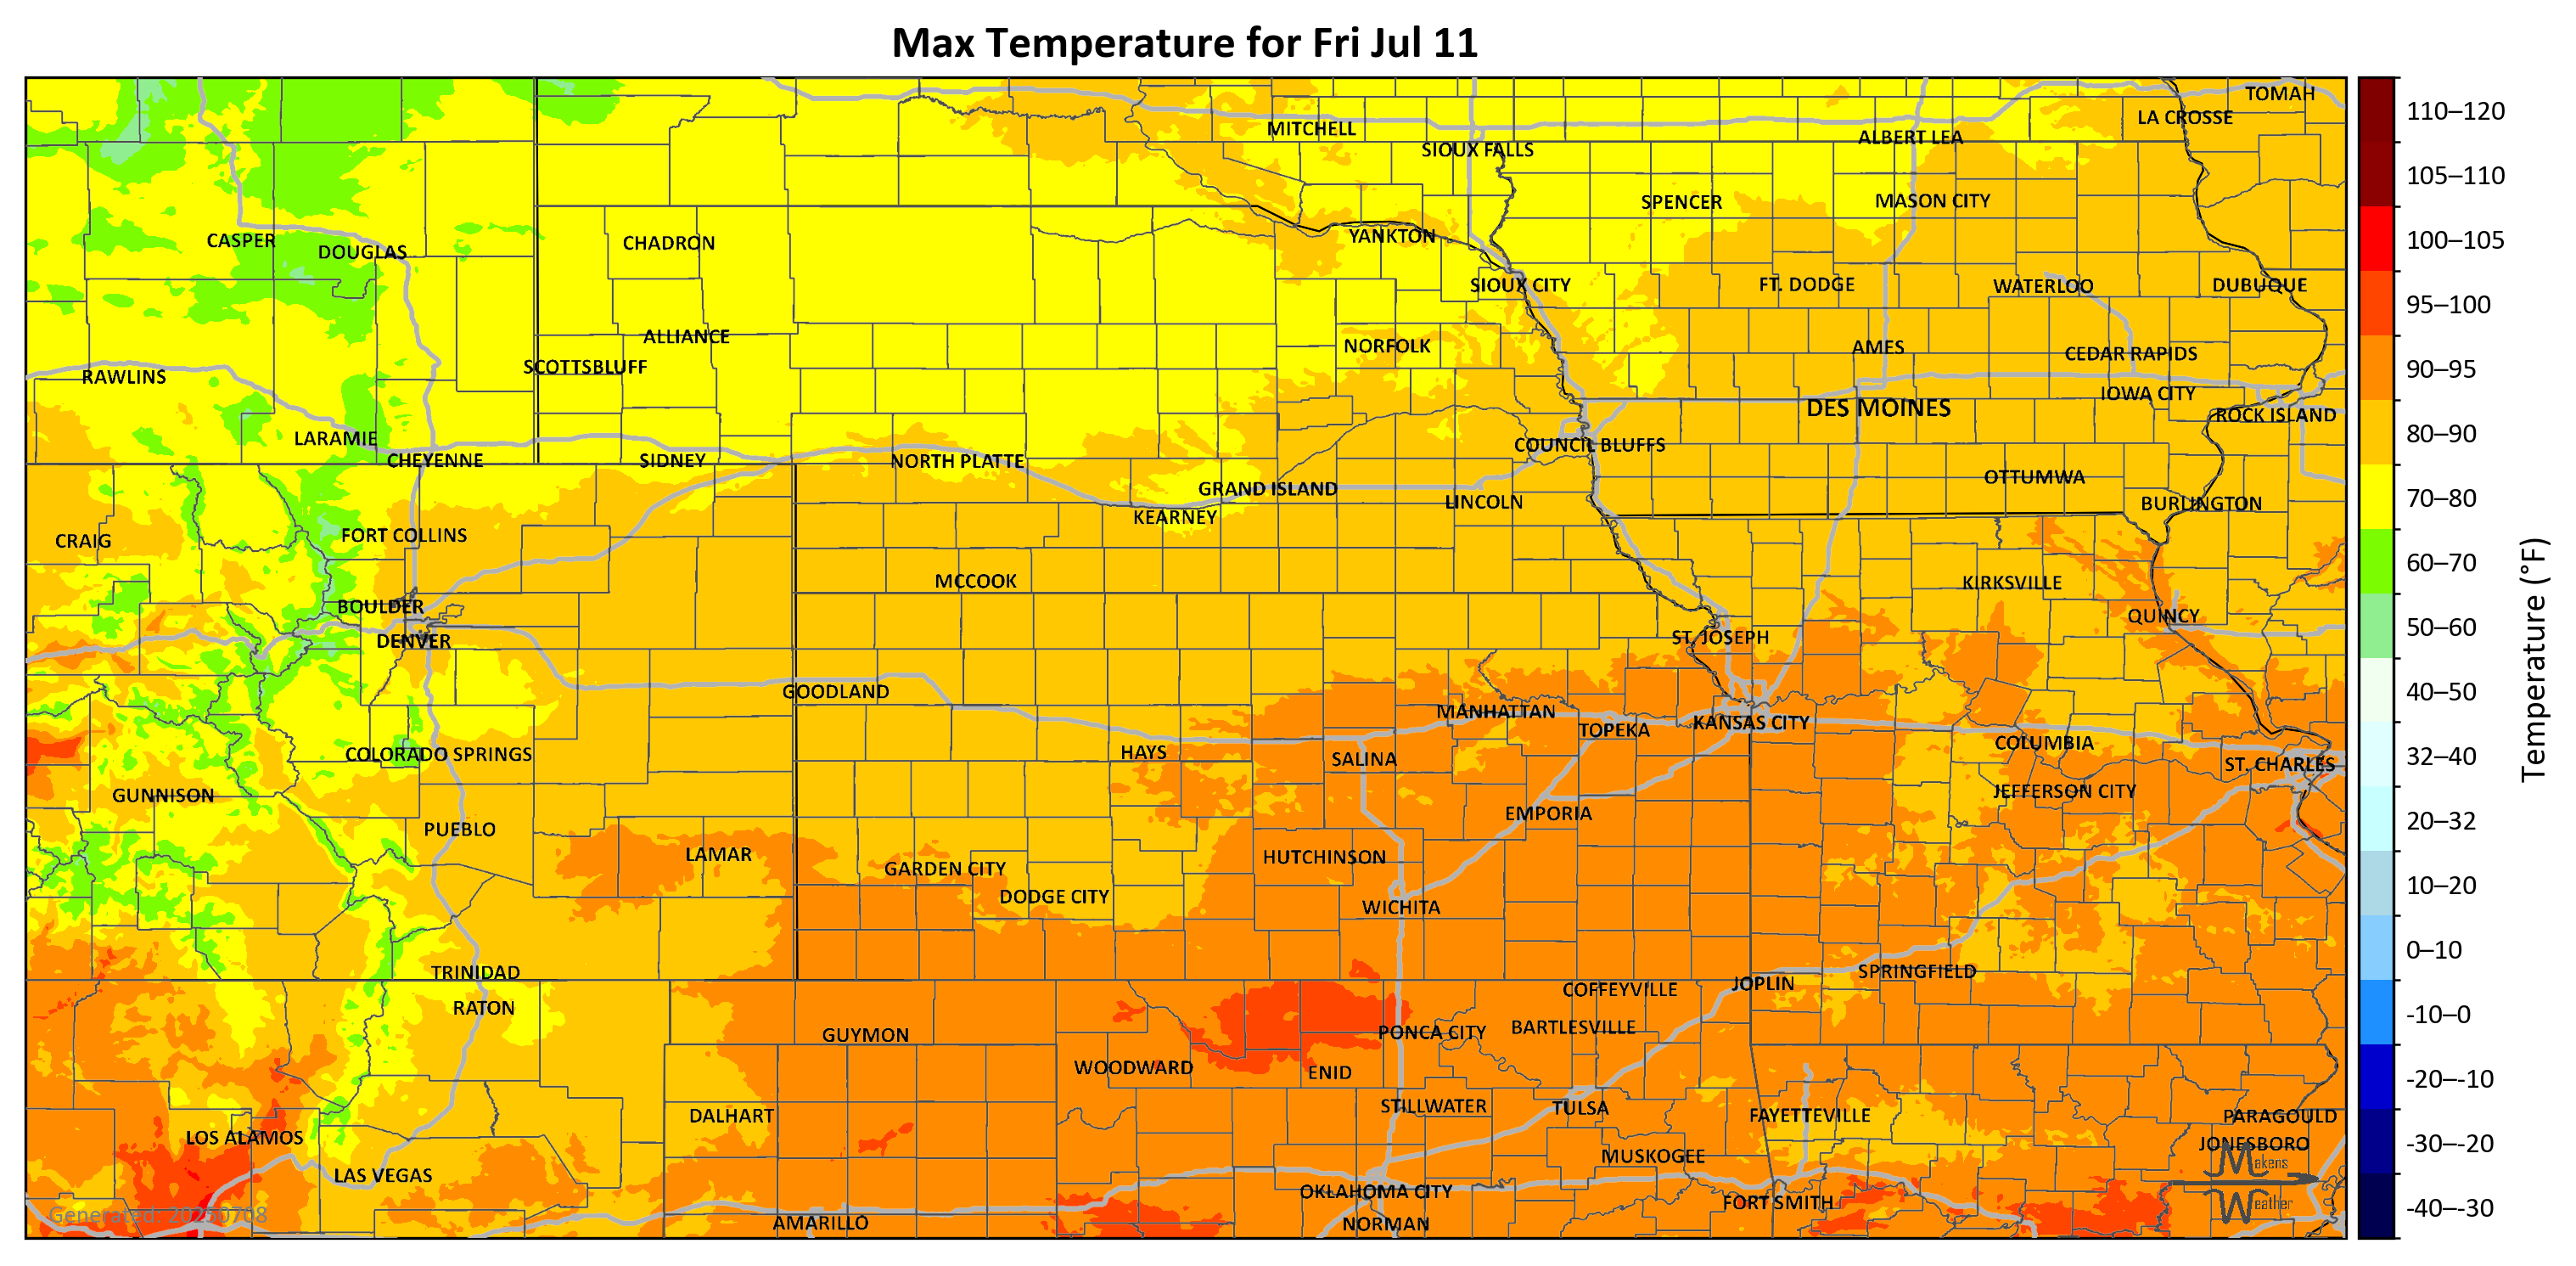 Max Temperature for Fri Jul 11
TOMAH
LA CROSSE
MITCHELL
ALBERT LEA
SIOUX FALLS
SPENCER
MASON CITY
CASPER
DOUGLAS
CHADRON
YANKTON
SIOUX CITY
FT. DODGE
WATERLOO
DUBUQUE
ALLIANCE
NORFOLK
AMES
CEDAR RAPIDS
SCOTTSBLUFF
RAWLINS
IOWA CITY
DES MOINES
ROCK ISLAND
LARAMIE
COUNCIL BLUFFS
CHEYENNE
SIDNEY
NORTH PLATTE
OTTUMWA
GRAND ISLAND
LINCOLN
BURLINGTON
KEARNEY
FORT COLLINS
CRAIG
MCCOOK
KIRKSVILLE
BOULDER
QUINCY
DENVER
ST. JOSEPH
GOODLAND
MANHATTAN
KANSAS CITY
TOPEKA
COLUMBIA
COLORADO SPRINGS
HAYS
SALINA
ST. CHARLES
GUNNISON
JEFFERSON CITY
EMPORIA
PUEBLO
LAMAR
HUTCHINSON
GARDEN CITY
DODGE CITY
WICHITA
TRINIDAD
SPRINGFIELD
JOPLIN
COFFEYVILLE
RATON
GUYMON
PONCA CITY
BARTLESVILLE
WOODWARD
ENID
STILLWATER
TULSA
DALHART
FAYETTEVILLE
PARAGOULD
LOS ALAMOS
JONESBORO
MUSKOGEE
LAS VEGAS
OKLAHOMA CITY
FORT SMITH
AMARILLO
NORMAN
Generated: 20250708
Makens
Weather
110–120
105–110
100–105
95–100
90–95
80–90
70–80
60–70
50–60
40–50
32–40
20–32
10–20
0–10
-10–0
-20–-10
-30–-20
-40–-30
Temperature (°F)